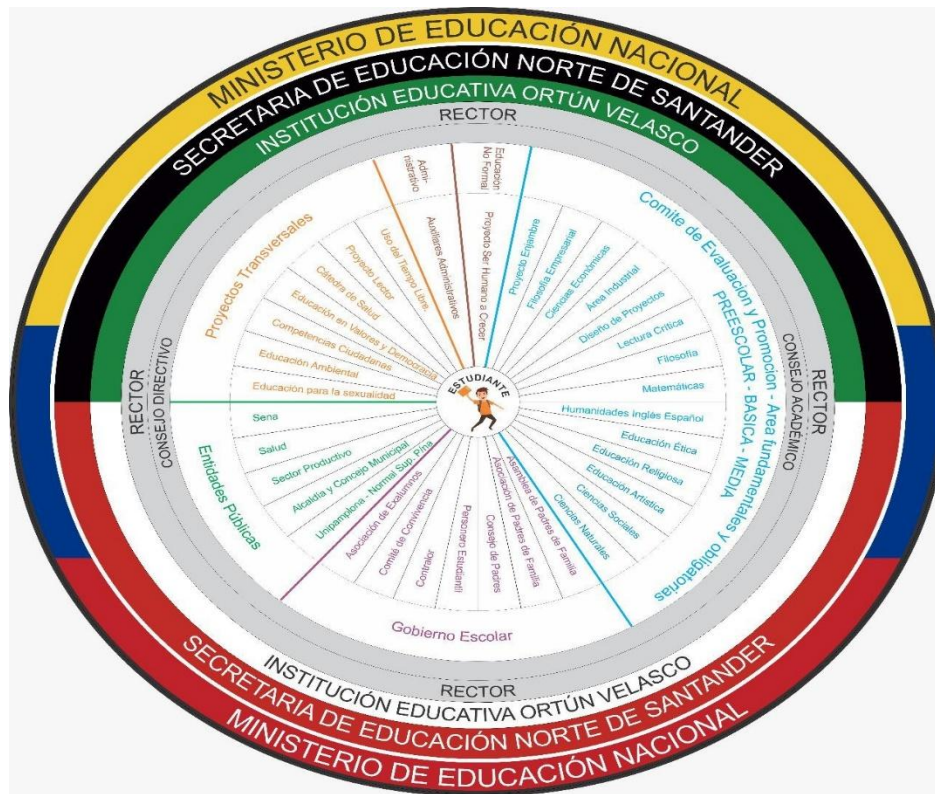 MINISTERIO DE EDUCACIÓN NACIONAL
SECRETARIA DE EDUCACIÓN NORTE DE SANTANDER
INSTITUCIÓN EDUCATIVA ORTÚN VELASCO
RECTOR
Admi-
nistrativo
Auxiliares Administrativos
Educación
No Formal
Proyecto Ser Humano a Crecer
Comite de Evaluacion y Promocion - Area fundamentales y obligatorias
PREESCOLAR - BASICA - MEDIA
Proyecto Enjambre
Filosofía Empresarial
Ciencias Económicas
Área Industrial
Diseño de Proyectos
Lectura Crítica
Filosofía
Matemáticas
Humanidades Inglés Español
Educación Ética
Educación Religiosa
Educación Artística
Ciencias Sociales
Ciencias Naturales
RECTOR
CONSEJO ACADÉMICO
Gobierno Escolar
Asamblea de Padres de Familia
Asociación de Padres de Familia
Consejo de Padres
Personero Estudiantil
Contralor
Comité de Convivencia
Asociación de Exalumnos
Entidades Públicas
Unipamplona - Normal Sup. P/na
Alcaldía y Concejo Municipal
Sector Productivo
Salud
Sena
RECTOR
CONSEJO DIRECTIVO
Proyectos Transversales
Educación para la sexualidad
Educación Ambiental
Competencias Ciudadanas
Educación en Valores y Democracia
Cátedra de Salud
Proyecto Lector
Uso del Tiempo Libre.
ESTUDIANTE
RECTOR
INSTITUCIÓN EDUCATIVA ORTÚN VELASCO
SECRETARIA DE EDUCACIÓN NORTE DE SANTANDER
MINISTERIO DE EDUCACIÓN NACIONAL